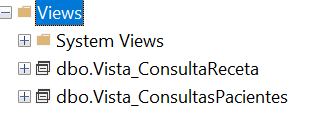 Views
System Views
dbo.Vista_ConsultaReceta
dbo.Vista_ConsultasPacientes